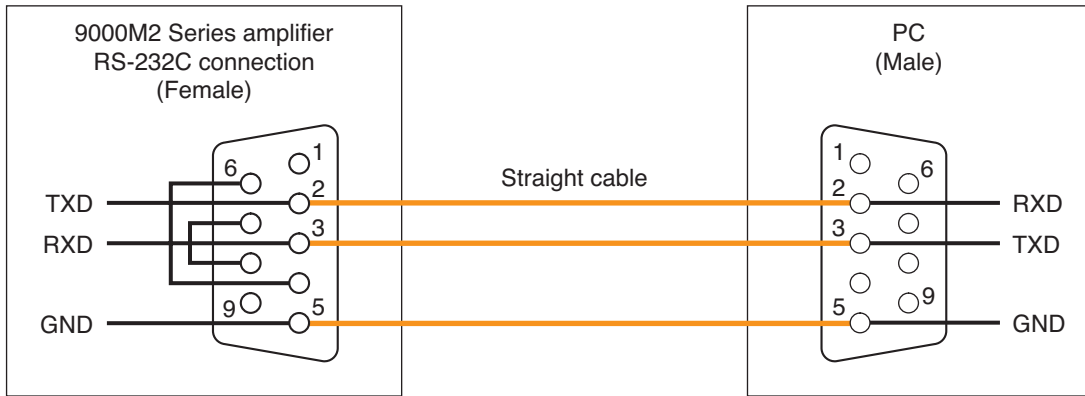 9000M2 Series amplifier
RS-232C connection
(Female)
PC
(Male)
Straight cable
TXD
RXD
GND
6
1
2
3
9
5
1
6
2
3
9
5
RXD
TXD
GND